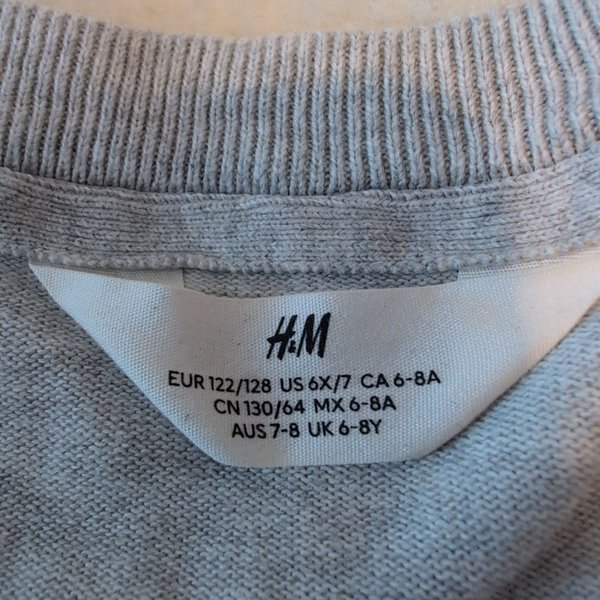 H&M
EUR 122/128 US 6X/7 CA 6-8A
CN 130/64 MX 6-8A
AUS 7-8 UK 6-8Y